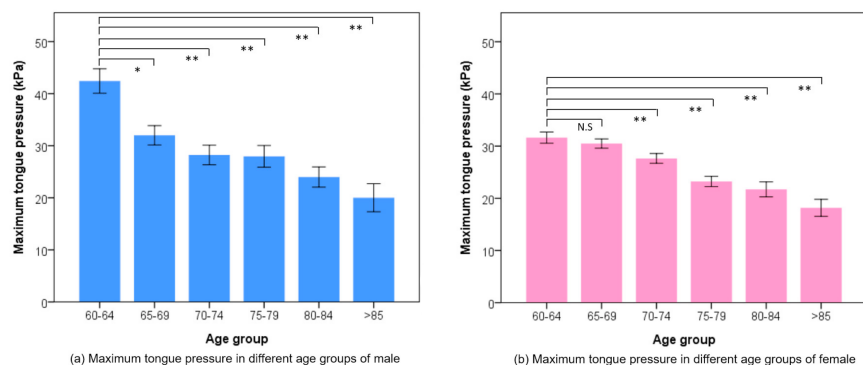 Maximum tongue pressure (kPa)
50
40
30
20
10
0
**
**
**
**
*
60-64 65-69 70-74 75-79 80-84 >85
Age group
(a) Maximum tongue pressure in different age groups of male
Maximum tongue pressure (kPa)
50
40
30
20
10
0
**
**
**
**
N.S
60-64 65-69 70-74 75-79 80-84 >85
Age group
(b) Maximum tongue pressure in different age groups of female